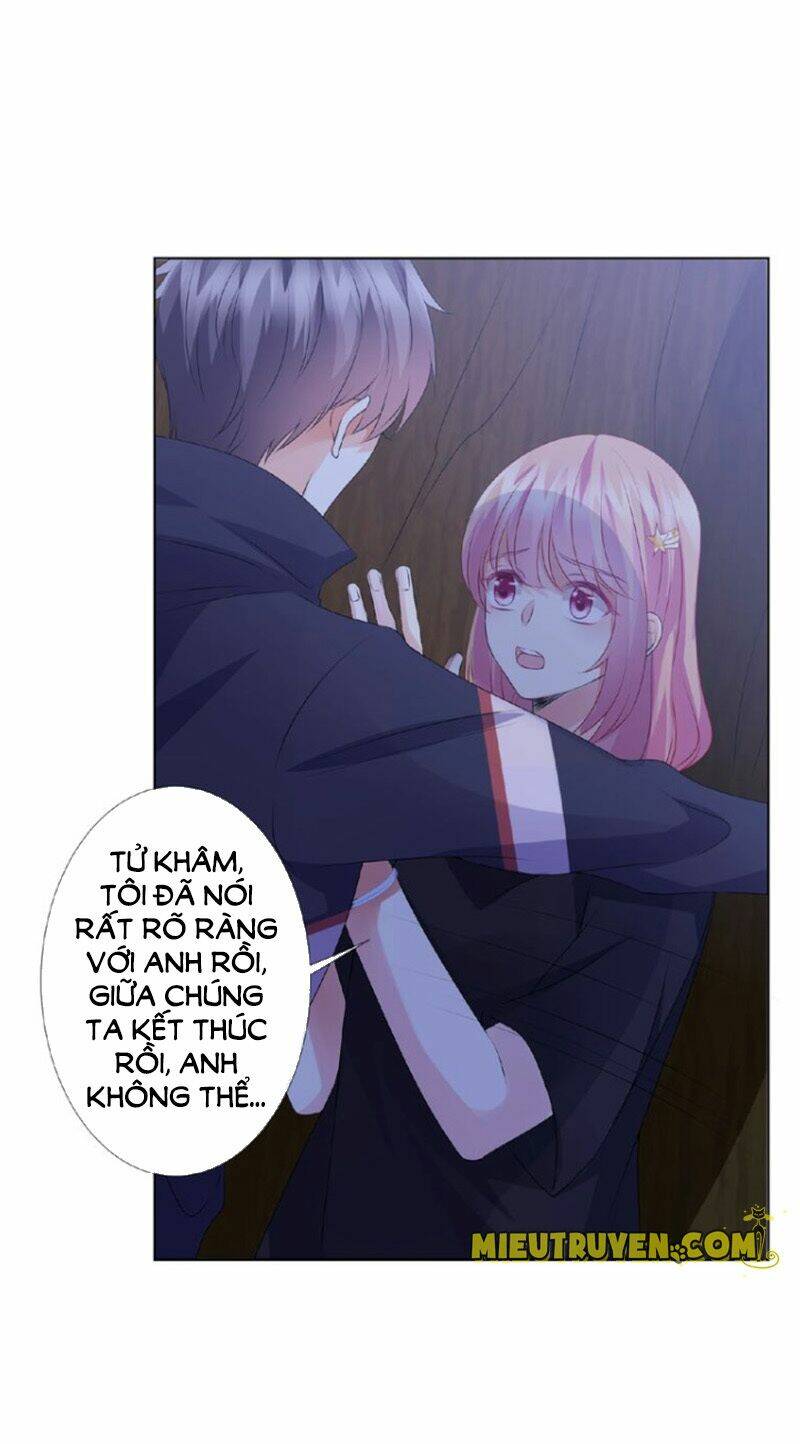 TỬ KHÂM,
TÔI ĐÃ NÓI
RẤT RÕ RÀNG
VỚI ANH RỒI,
GIỮA CHÚNG
TA KẾT THÚC
RỒI, ANH
KHÔNG THỂ...
MIEUTRUYEN.COM